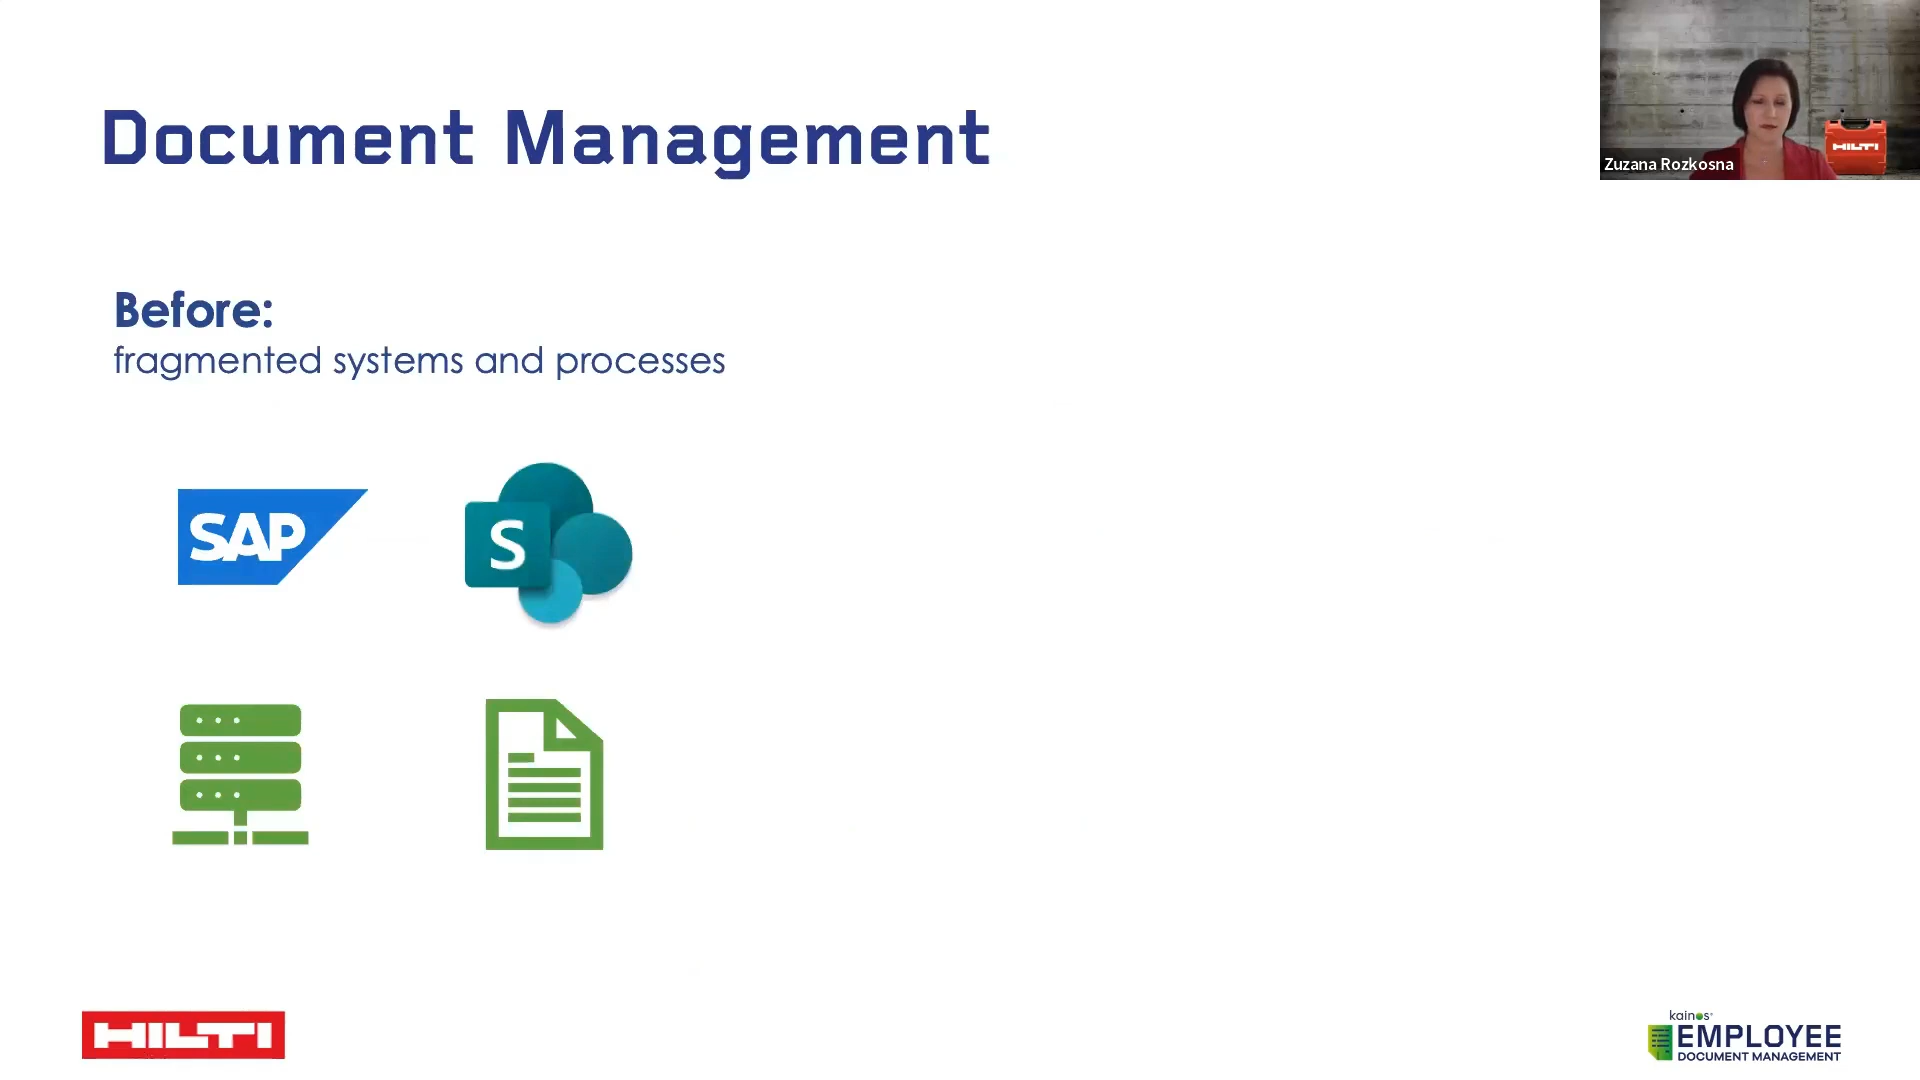 Document Management
HILTI
Zuzana Rozkosna
Before:
fragmented systems and processes
SAP
S
HILTI
kainos
EMPLOYEE
DOCUMENT MANAGEMENT